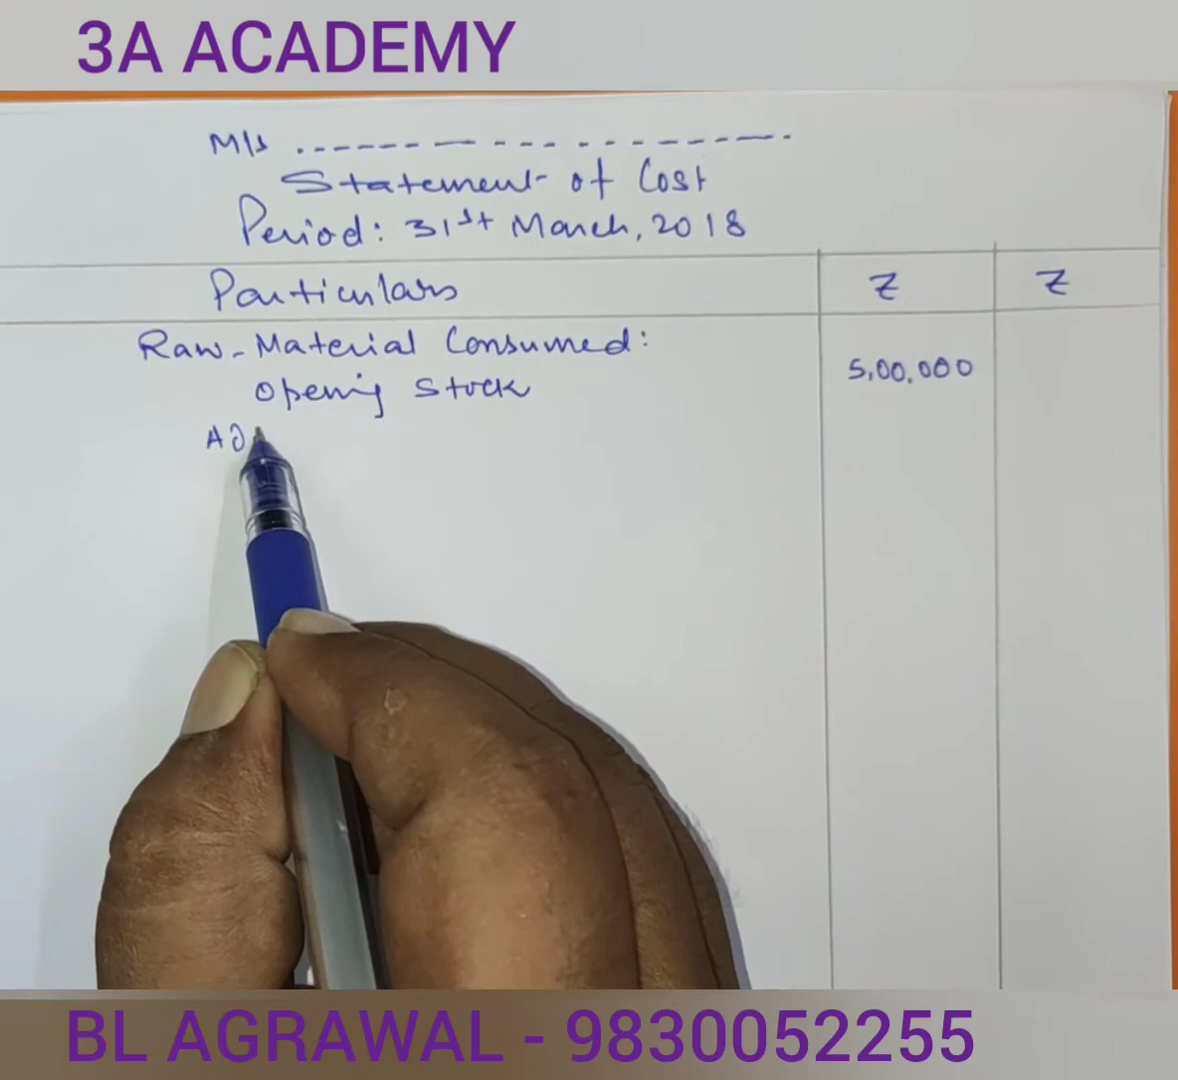 3A ACADEMY
M/s ....................
Statement of Cost
Period: 31st March, 2018
Particulars ₹ ₹
Raw-Material Consumed:
Opening Stock 5,00,000
Ad
BL AGRAWAL - 9830052255